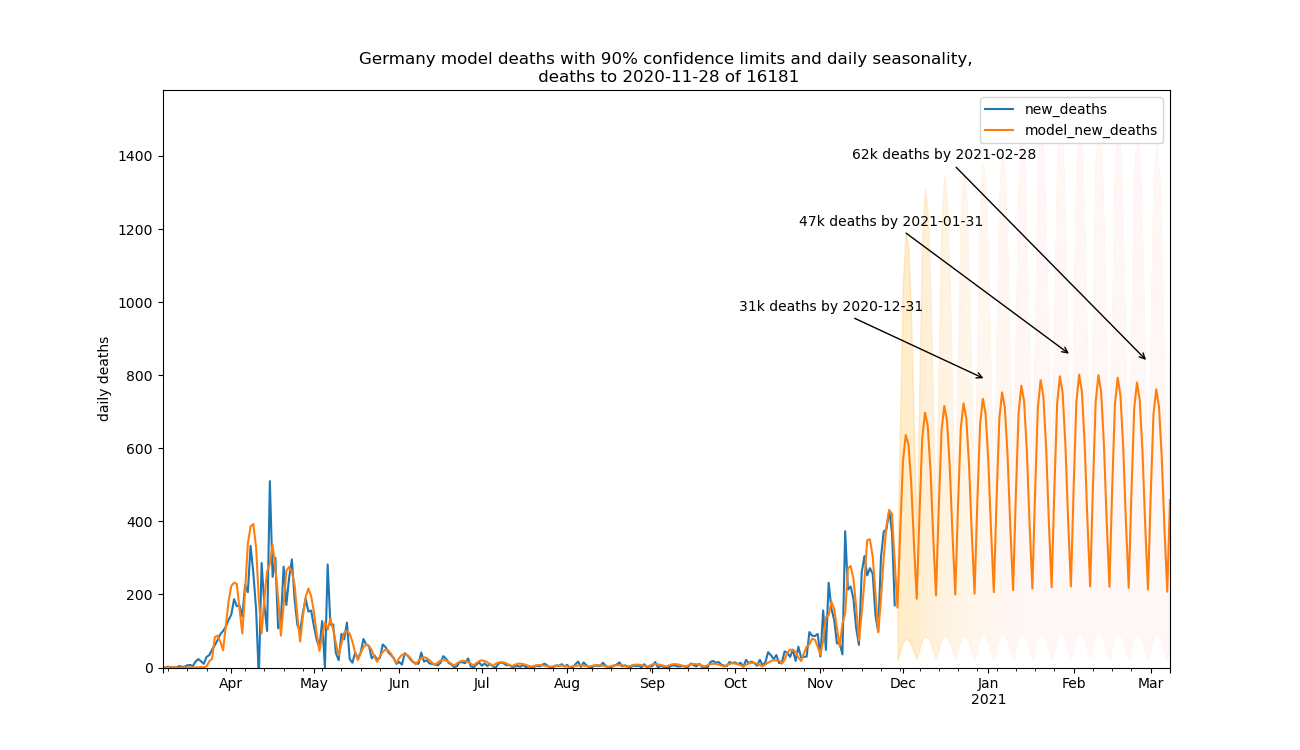 Germany model deaths with 90% confidence limits and daily seasonality,
deaths to 2020-11-28 of 16181
new_deaths
model_new_deaths
62k deaths by 2021-02-28
47k deaths by 2021-01-31
31k deaths by 2020-12-31
daily deaths
1400
1200
1000
800
600
400
200
0
Apr May Jun Jul Aug Sep Oct Nov Dec Jan Feb Mar
2021